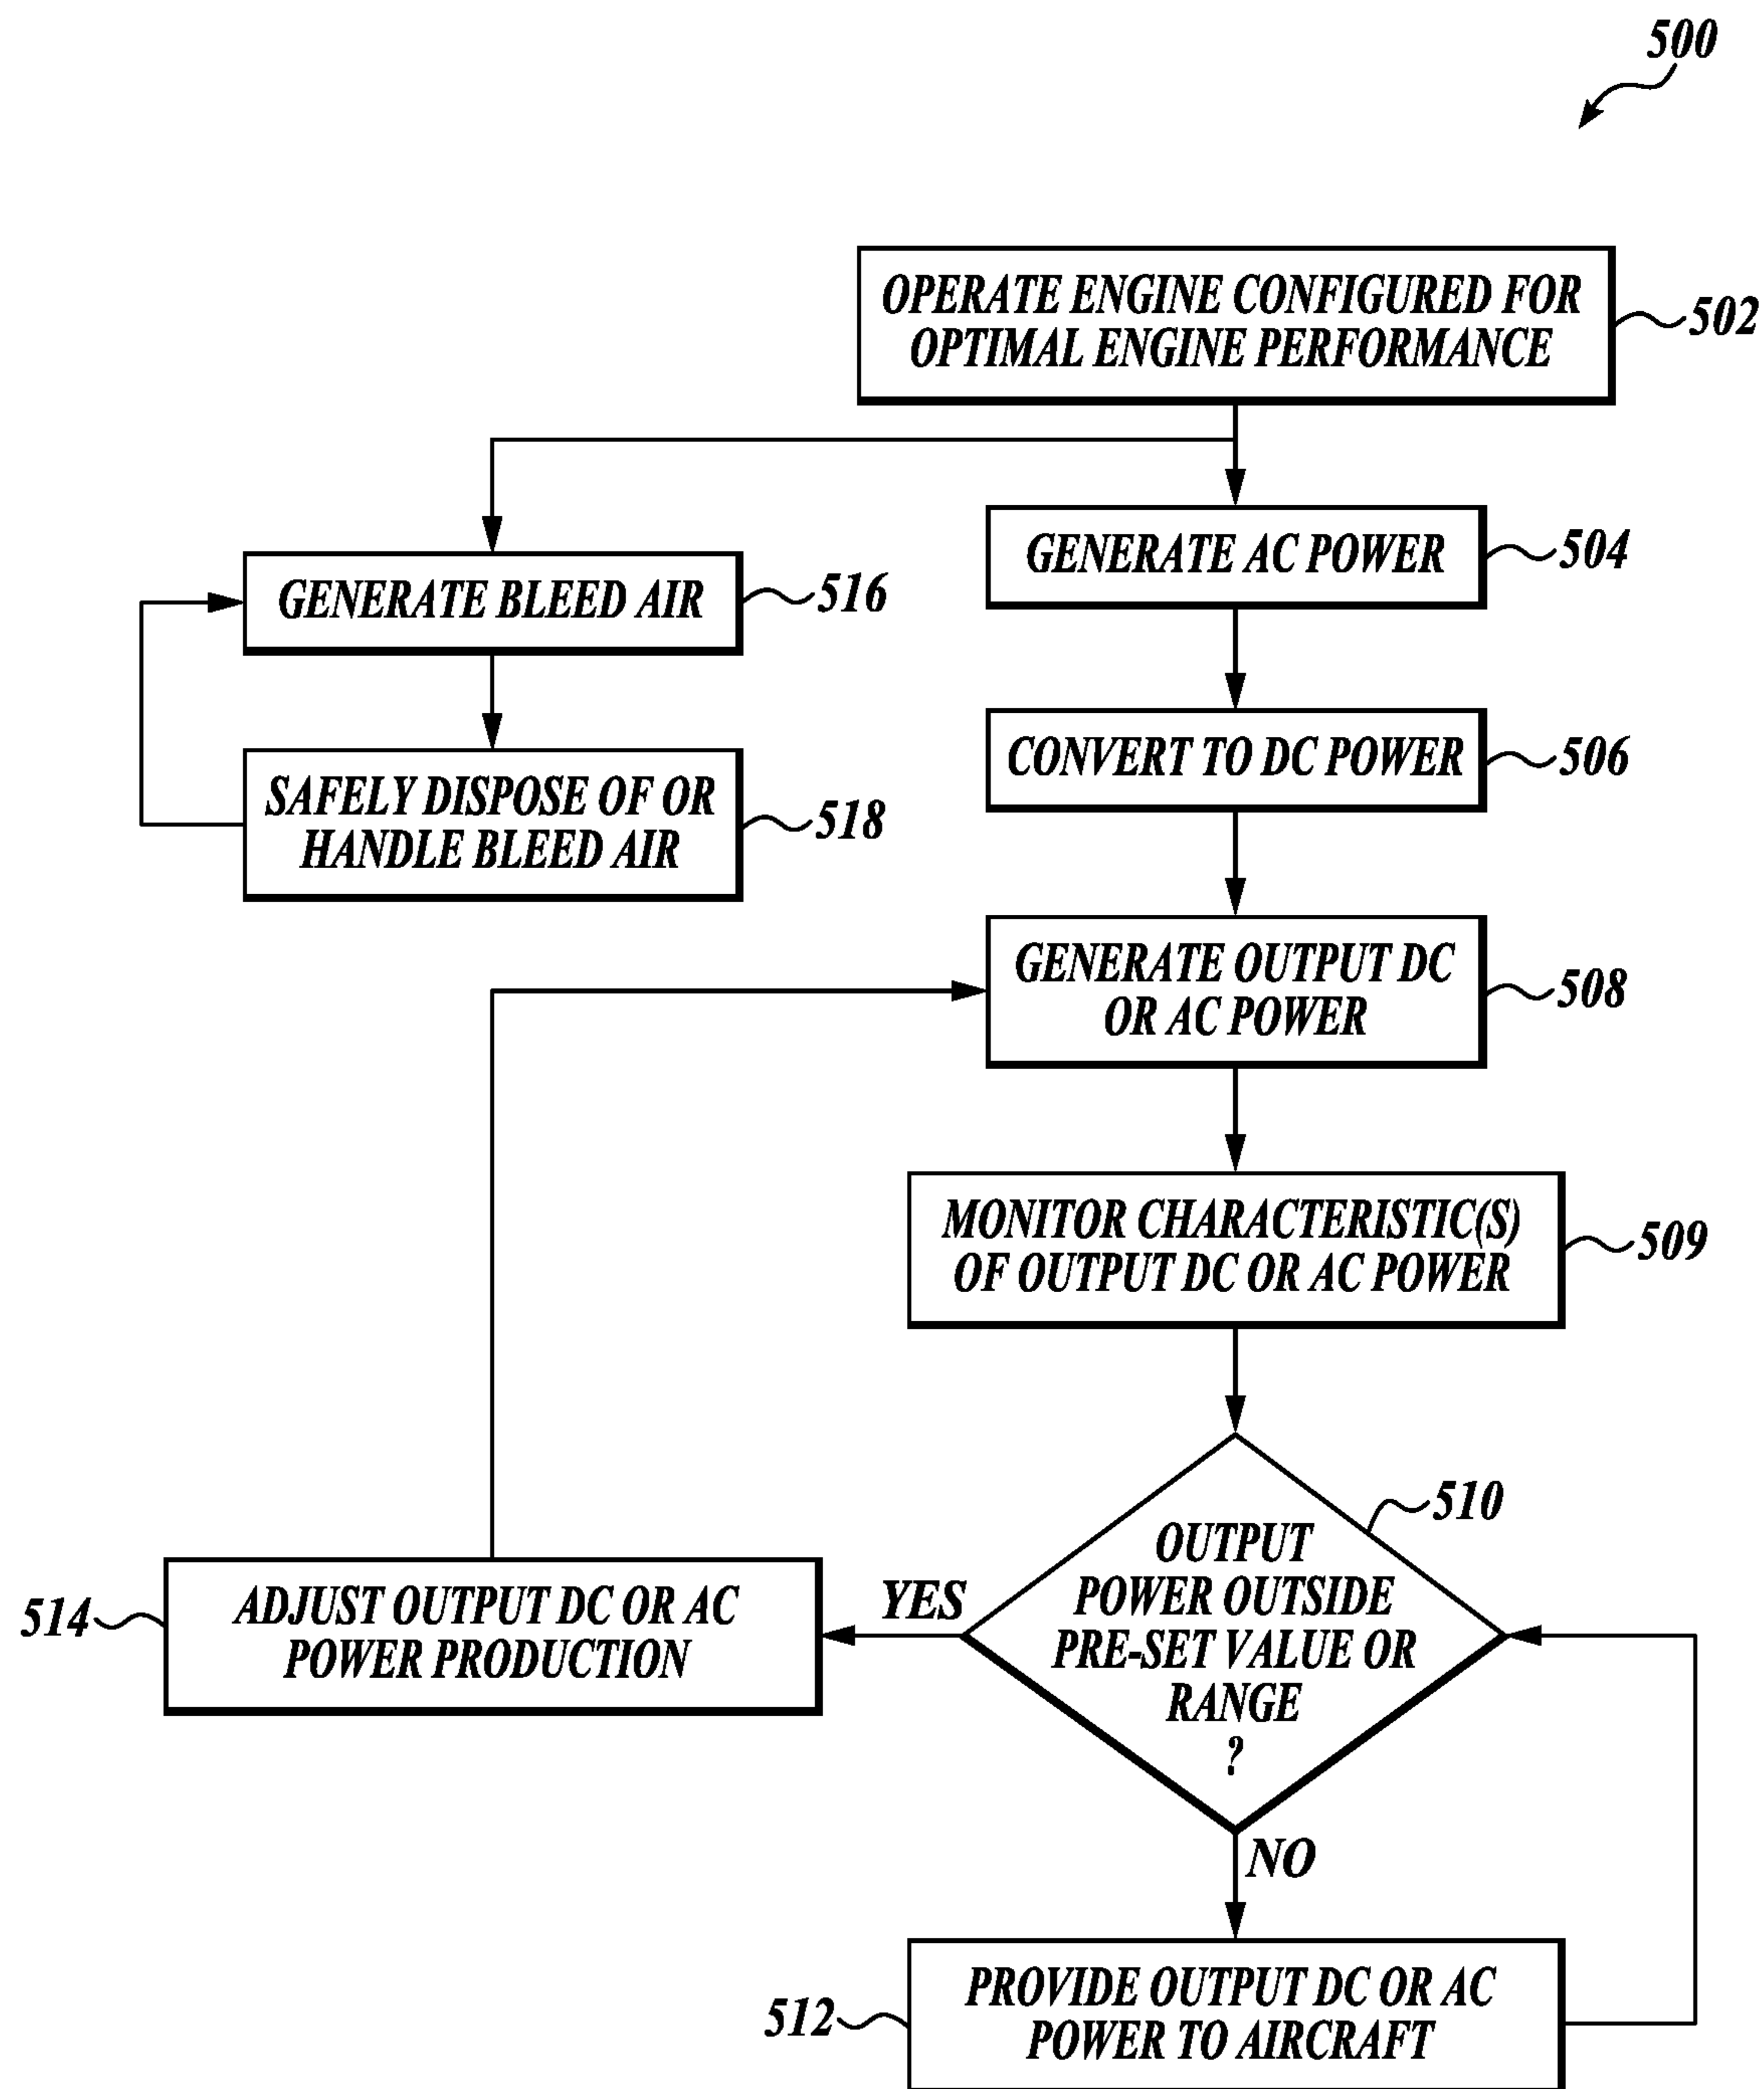 500
OPERATE ENGINE CONFIGURED FOR
OPTIMAL ENGINE PERFORMANCE
502
GENERATE AC POWER
504
GENERATE BLEED AIR
516
CONVERT TO DC POWER
506
SAFELY DISPOSE OF OR
HANDLE BLEED AIR
518
GENERATE OUTPUT DC
OR AC POWER
508
MONITOR CHARACTERISTIC(S)
OF OUTPUT DC OR AC POWER
509
510
OUTPUT
POWER OUTSIDE
PRE-SET VALUE OR
RANGE
?
YES
ADJUST OUTPUT DC OR AC
POWER PRODUCTION
514
NO
PROVIDE OUTPUT DC OR AC
POWER TO AIRCRAFT
512